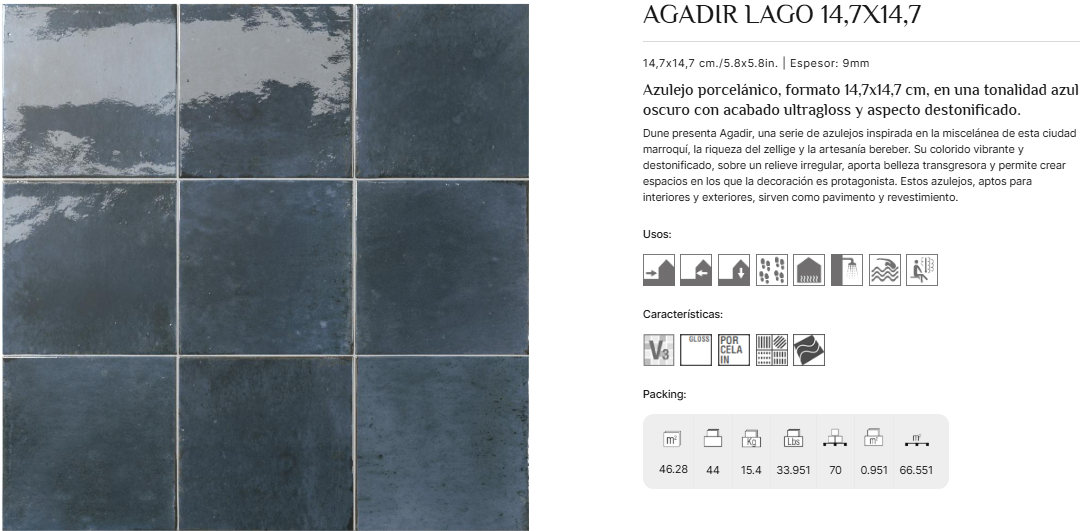 AGADIR LAGO 14,7X14,7
14,7x14,7 cm./5.8x5.8in. | Espesor: 9mm
Azulejo porcelánico, formato 14,7x14,7 cm, en una tonalidad azul
oscuro con acabado ultragloss y aspecto destonificado.
Dune presenta Agadir, una serie de azulejos inspirada en la miscelánea de esta ciudad
marroquí, la riqueza del zellige y la artesanía bereber. Su colorido vibrante y
destonificado, sobre un relieve irregular, aporta belleza transgresora y permite crear
espacios en los que la decoración es protagonista. Estos azulejos, aptos para
interiores y exteriores, sirven como pavimento y revestimiento.
Usos:
Características:
V3 GLOSS POR
CELA
IN
Packing:
m² Kg Lbs m² m²
46.28 44 15.4 33.951 70 0.951 66.551